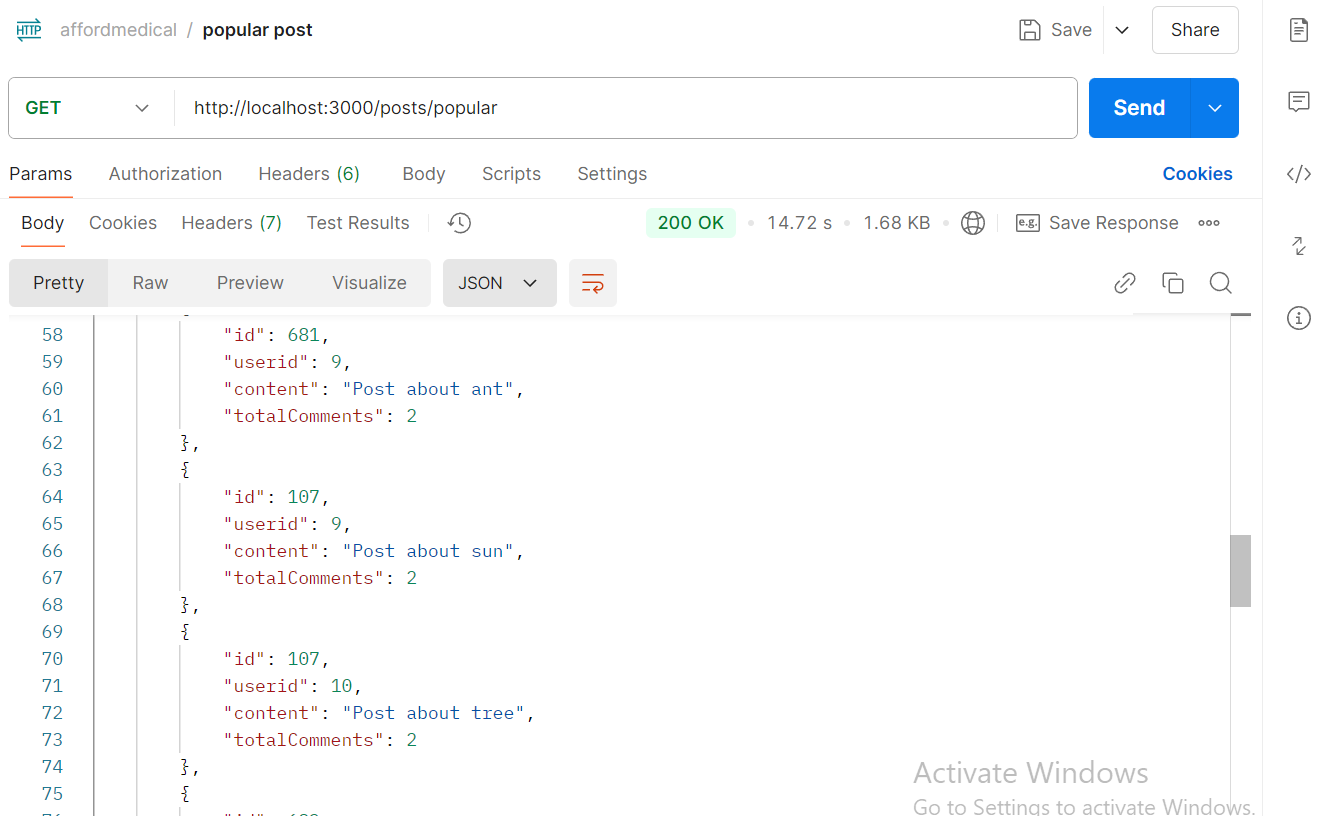 HTTP affordmedical / popular post Save Share
GET http://localhost:3000/posts/popular Send
Params Authorization Headers (6) Body Scripts Settings Cookies
Body Cookies Headers (7) Test Results 200 OK • 14.72 s • 1.68 KB • e.g. Save Response
Pretty Raw Preview Visualize JSON
58 "id": 681,
59 "userid": 9,
60 "content": "Post about ant",
61 "totalComments": 2
62 },
63 {
64 "id": 107,
65 "userid": 9,
66 "content": "Post about sun",
67 "totalComments": 2
68 },
69 {
70 "id": 107,
71 "userid": 10,
72 "content": "Post about tree",
73 "totalComments": 2
74 },
75 {
Activate Windows
Go to Settings to activate Windows.